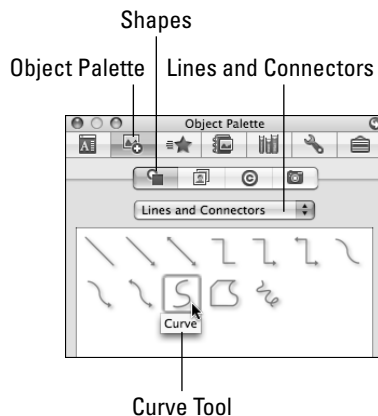 Shapes
Object Palette Lines and Connectors
Object Palette
A
©
Lines and Connectors
Curve
Curve Tool